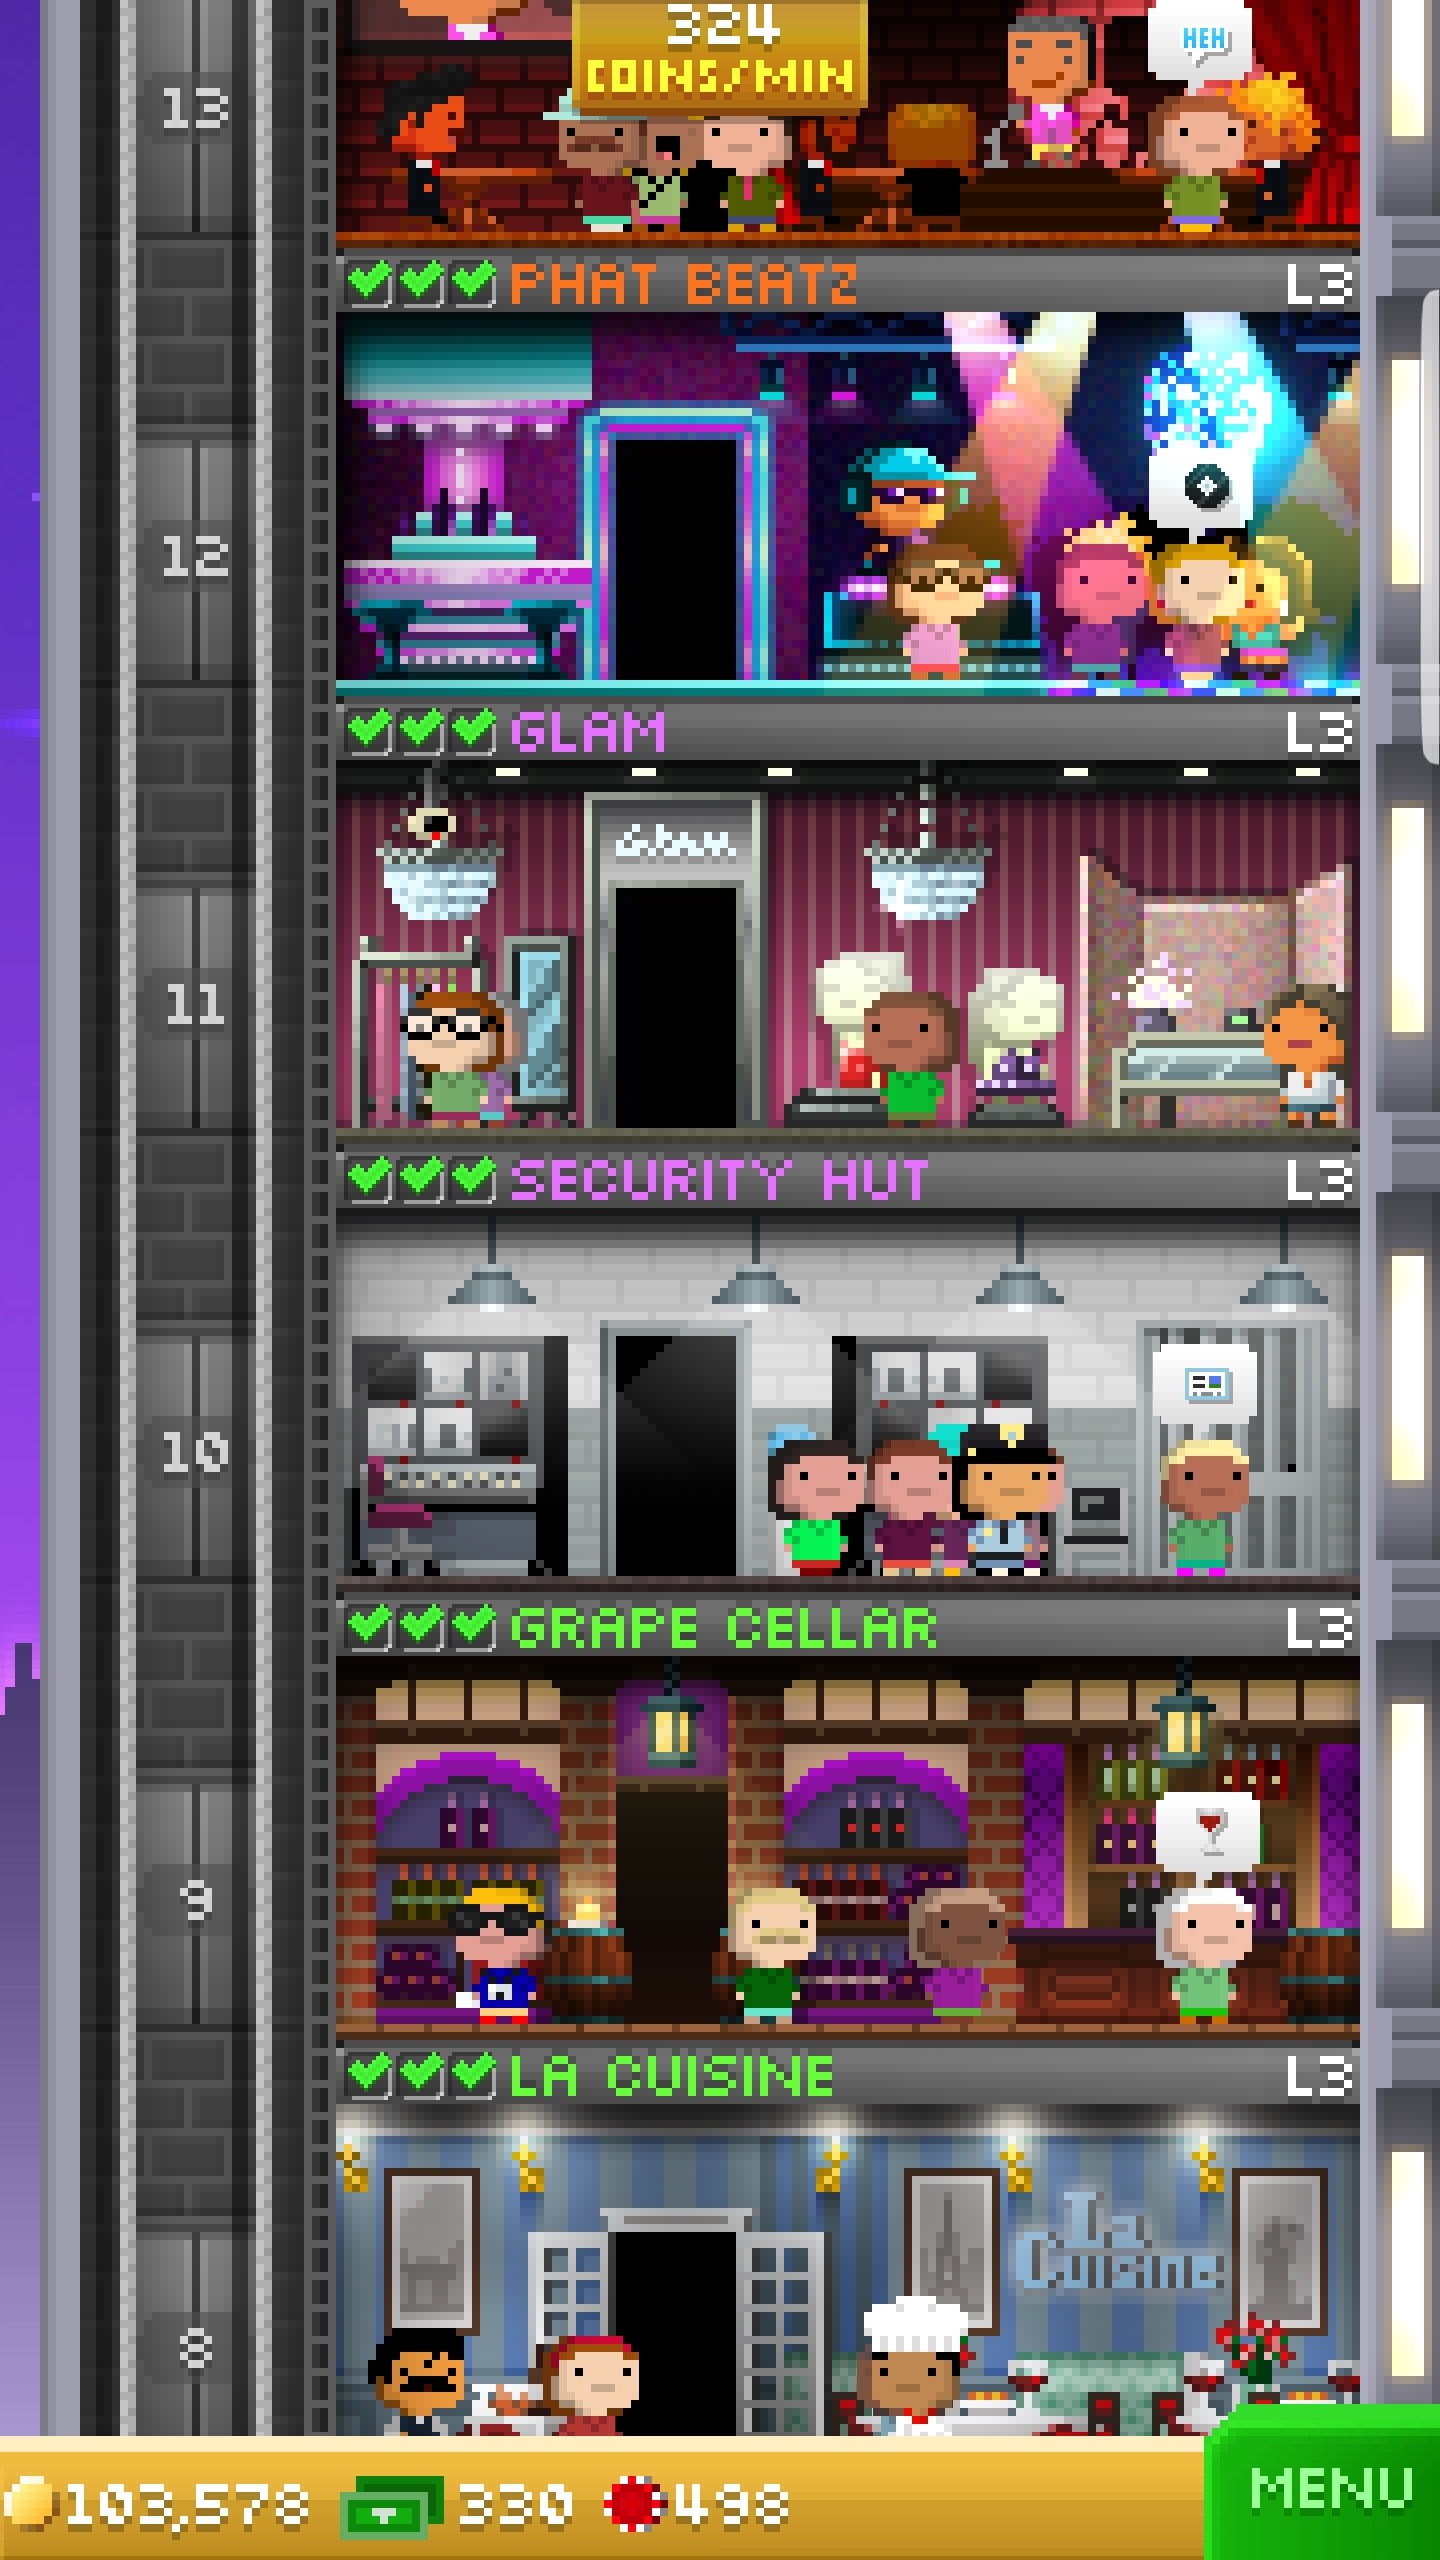 324
COINS/MIN
HEH
13
PHAT BEATZ L3
12
GLAM L3
Glam
11
SECURITY HUT L3
10
GRAPE CELLAR L3
9
LA CUISINE L3
La
Cuisine
8
103,578 330 498 MENU